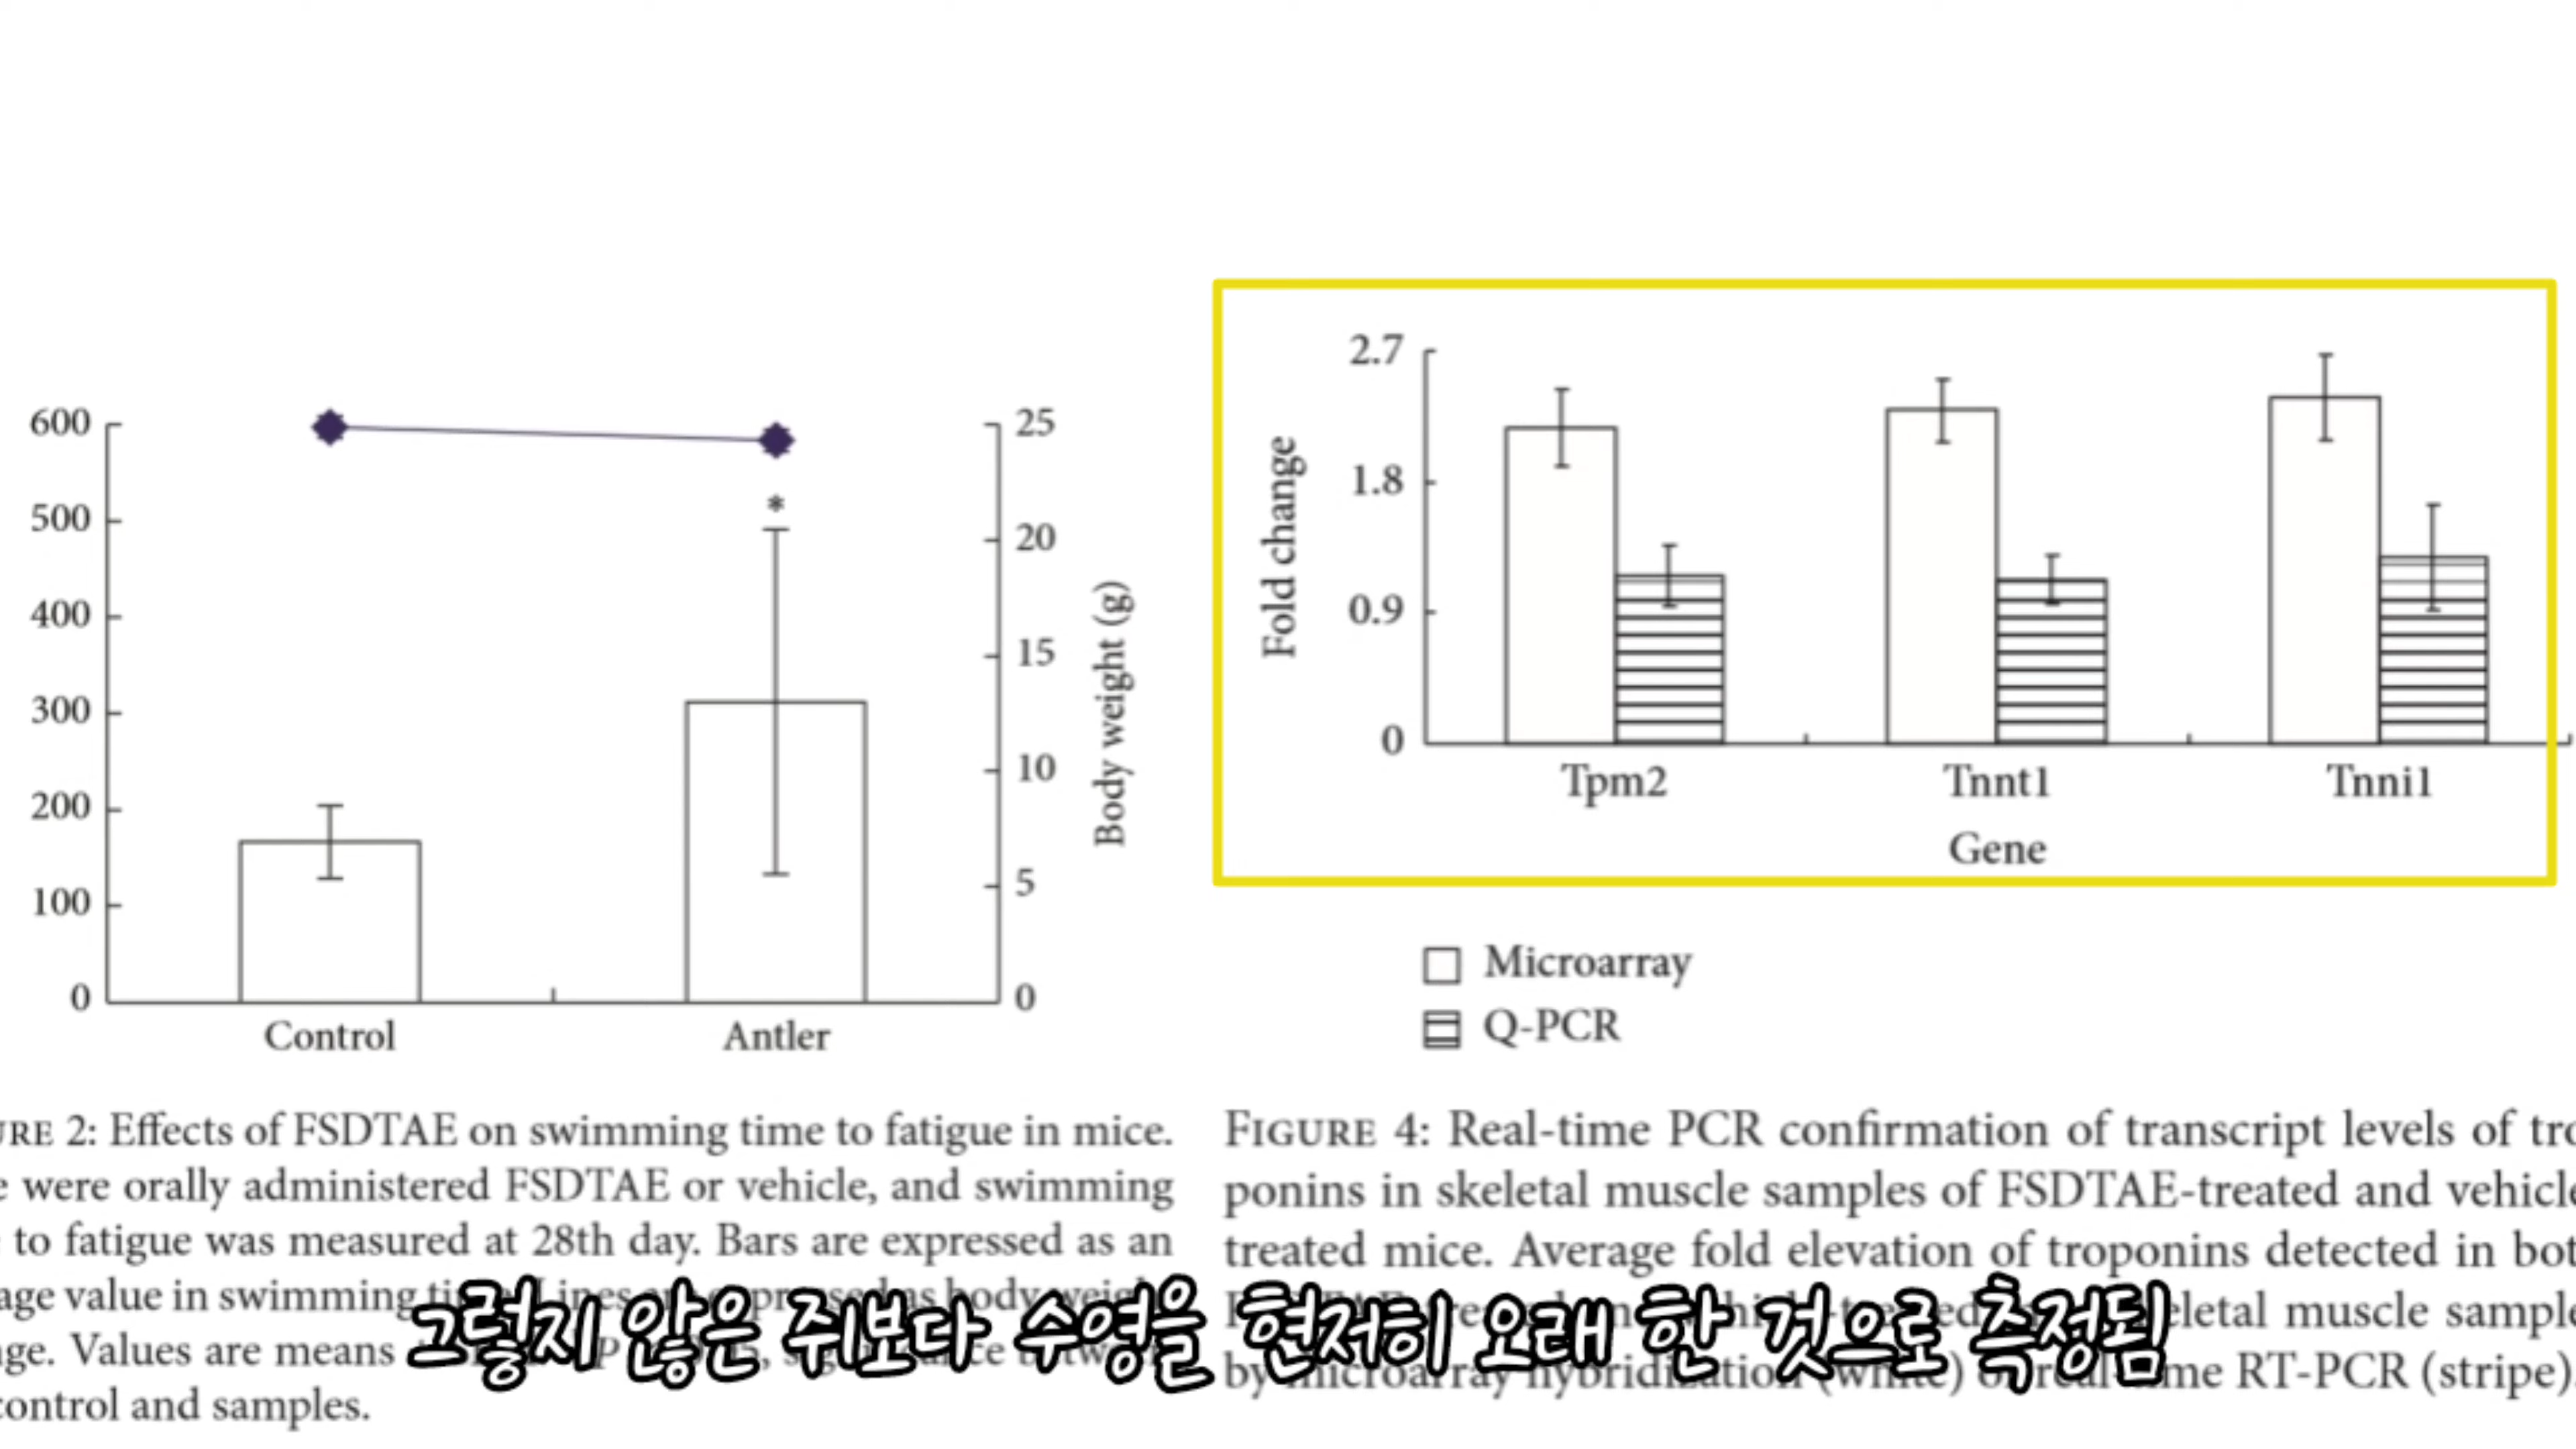 600
500
400
300
200
100
0
25
20
15
10
5
0
Body weight (g)
*
Control
Antler
URE 2: Effects of FSDTAE on swimming time to fatigue in mice.
were orally administered FSDTAE or vehicle, and swimming
to fatigue was measured at 28th day. Bars are expressed as an
age value in swimming
nge. Values are means
control and samples.
2.7
1.8
0.9
0
Fold change
Tpm2
Tnnt1
Tnni1
Gene
Microarray
Q-PCR
FIGURE 4: Real-time PCR confirmation of transcript levels of tro
ponins in skeletal muscle samples of FSDTAE-treated and vehicle
treated mice. Average fold elevation of troponins detected in bot
eletal muscle sample
by microarray hybridization (white) or real-time RT-PCR (stripe)
그렇지 않은 쥐보다 수영을 현저히 오래 한 것으로 측정됨